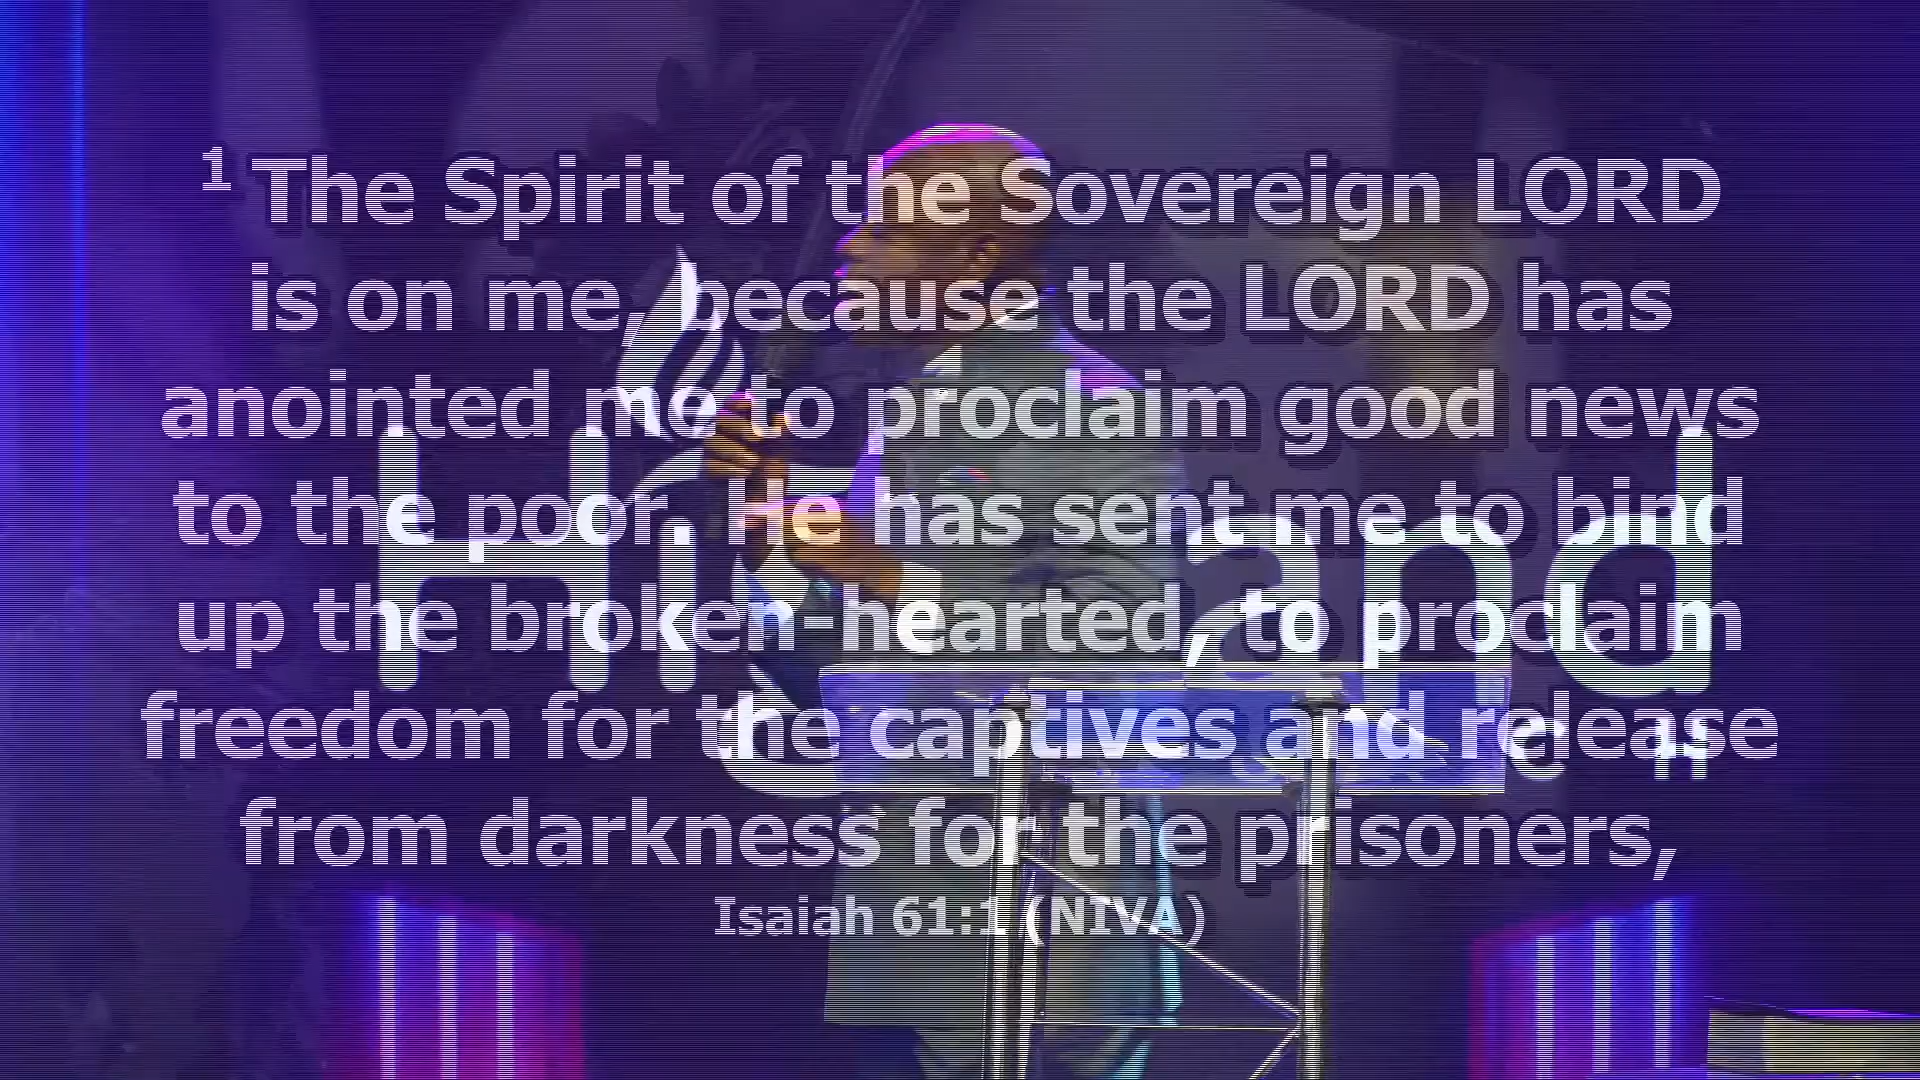 1 The Spirit of the Sovereign LORD
is on me, because the LORD has
anointed me to proclaim good news
to the poor. He has sent me to bind
up the broken-hearted, to proclaim
freedom for the captives and release
from darkness for the prisoners,
Isaiah 61:1 (NIVA)